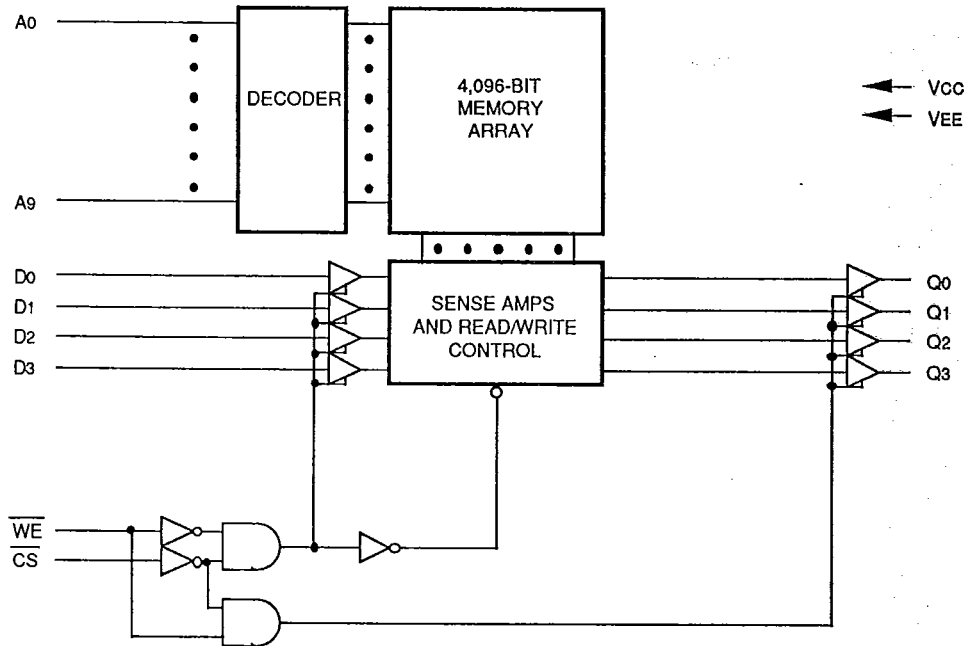 A0
A9
DECODER
4,096-BIT
MEMORY
ARRAY
VCC
VEE
D0
D1
D2
D3
SENSE AMPS
AND READ/WRITE
CONTROL
Q0
Q1
Q2
Q3
WE
CS